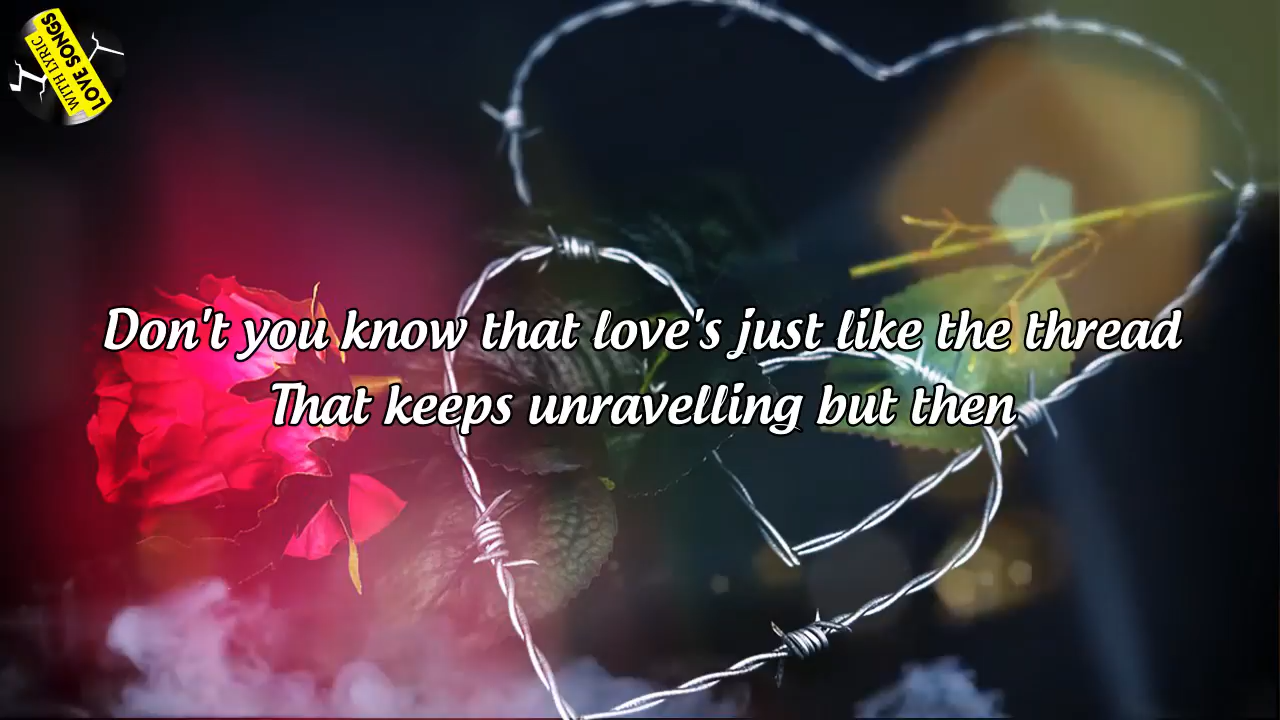 LOVE SONGS
WITH LYRIC
Don't you know that love's just like the thread
That keeps unravelling but then